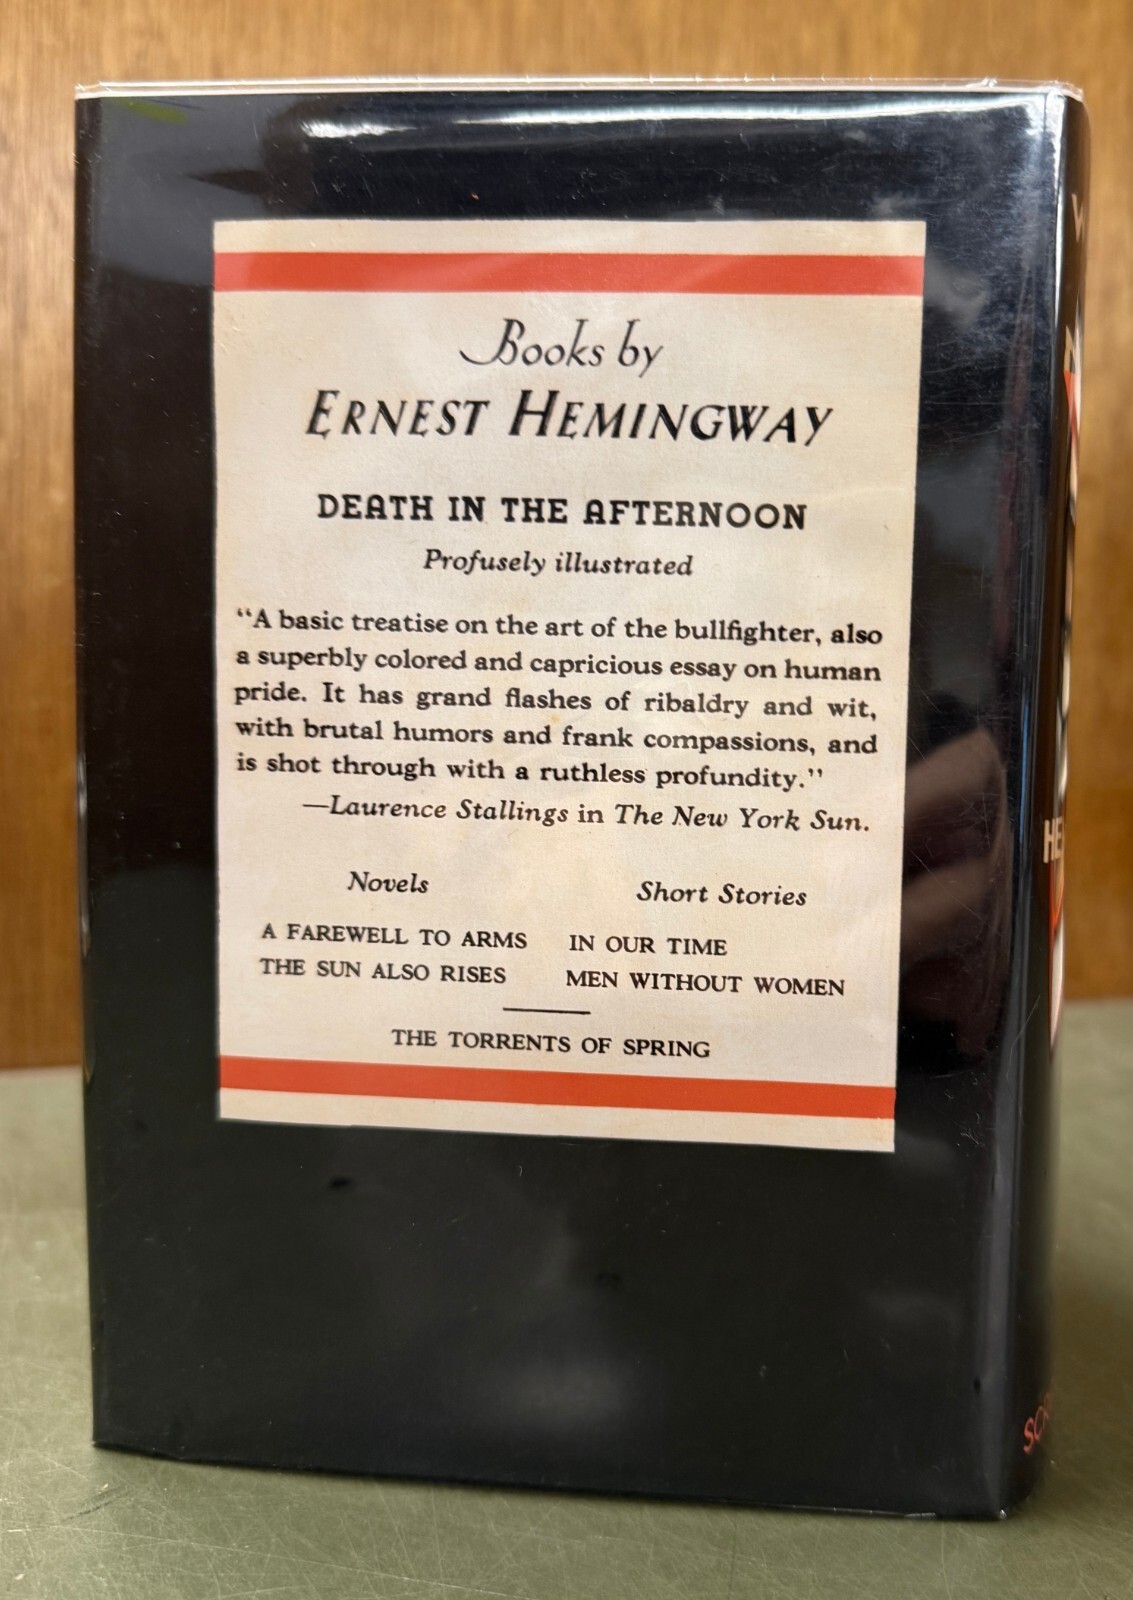 Books by
ERNEST HEMINGWAY
DEATH IN THE AFTERNOON
Profusely illustrated
“A basic treatise on the art of the bullfighter, also
a superbly colored and capricious essay on human
pride. It has grand flashes of ribaldry and wit,
with brutal humors and frank compassions, and
is shot through with a ruthless profundity.”
—Laurence Stallings in The New York Sun.
Novels
Short Stories
A FAREWELL TO ARMS
IN OUR TIME
THE SUN ALSO RISES
MEN WITHOUT WOMEN
THE TORRENTS OF SPRING